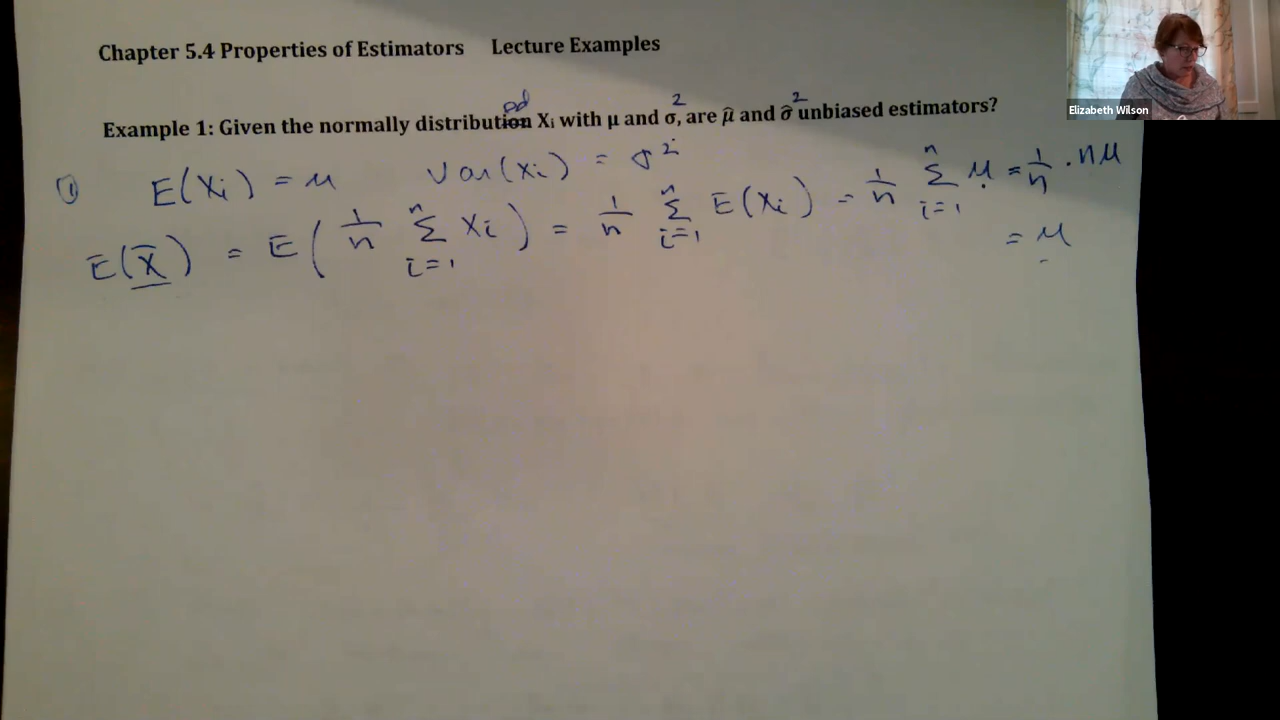 Chapter 5.4 Properties of Estimators Lecture Examples
Elizabeth Wilson
Example 1: Given the normally distribution ed Xᵢ with μ and σ², are μ̂ and σ̂² unbiased estimators?
① E(Xi) = μ Var(Xi) = σ²
E(X̄) = E(1/n Σ_{i=1}^{n} Xi) = 1/n Σ_{i=1}^{n} E(Xi) = 1/n Σ_{i=1}^{n} μ = 1/n · nμ
= μ